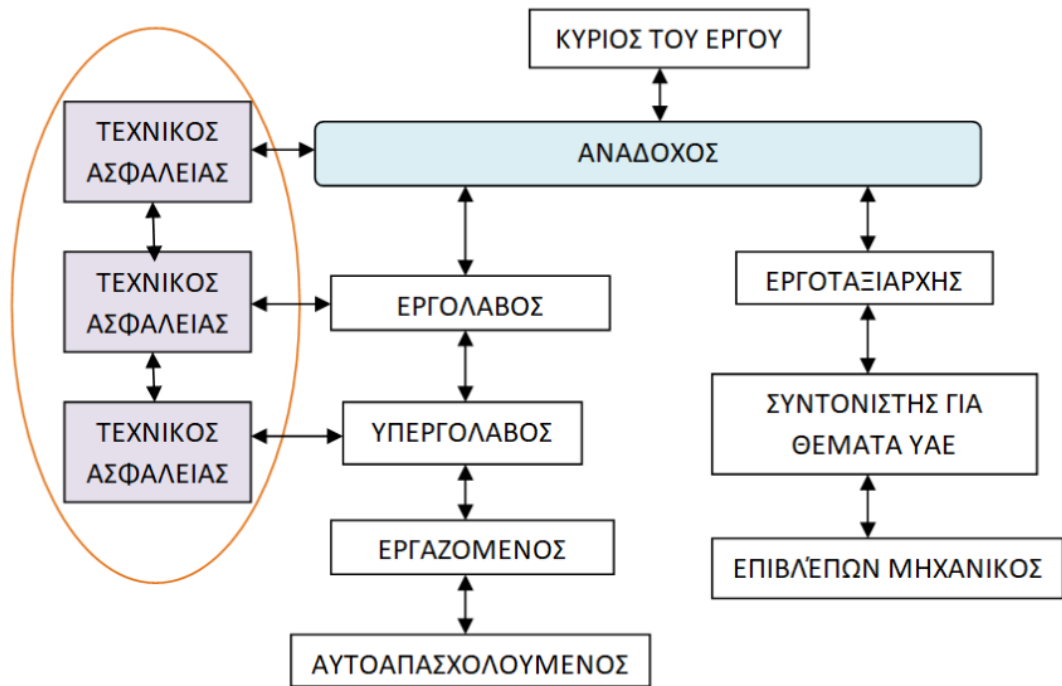 ΚΥΡΙΟΣ ΤΟΥ ΕΡΓΟΥ
ΑΝΑΔΟΧΟΣ
ΤΕΧΝΙΚΟΣ
ΑΣΦΑΛΕΙΑΣ
ΤΕΧΝΙΚΟΣ
ΑΣΦΑΛΕΙΑΣ
ΤΕΧΝΙΚΟΣ
ΑΣΦΑΛΕΙΑΣ
ΕΡΓΟΛΑΒΟΣ
ΥΠΕΡΓΟΛΑΒΟΣ
ΕΡΓΑΖΟΜΕΝΟΣ
ΑΥΤΟΑΠΑΣΧΟΛΟΥΜΕΝΟΣ
ΕΡΓΟΤΑΞΙΑΡΧΗΣ
ΣΥΝΤΟΝΙΣΤΗΣ ΓΙΑ
ΘΕΜΑΤΑ ΥΑΕ
ΕΠΙΒΛΈΠΩΝ ΜΗΧΑΝΙΚΟΣ